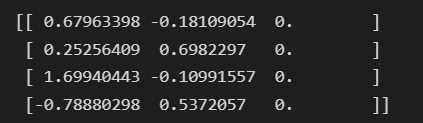 [[ 0.67963398 -0.18109054  0.        ]
 [ 0.25256409  0.6982297   0.        ]
 [ 1.69940443 -0.10991557  0.        ]
 [-0.78880298  0.5372057   0.        ]]